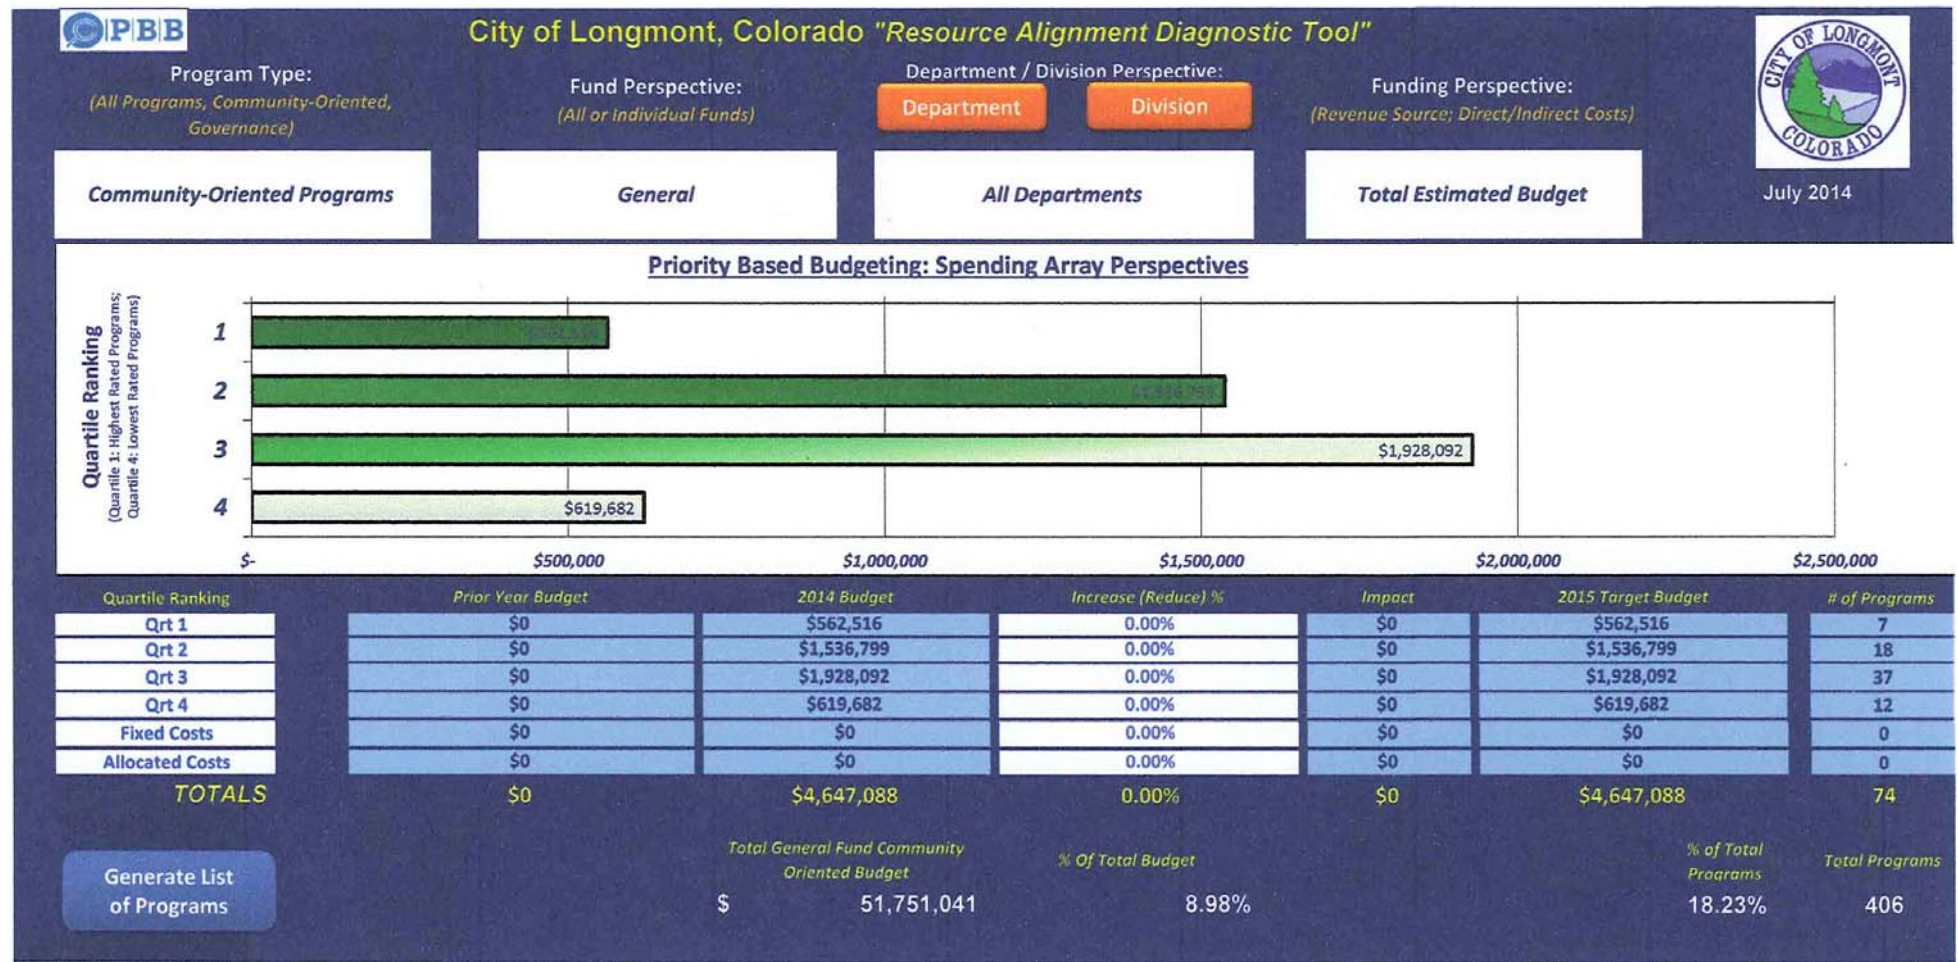 PBB
City of Longmont, Colorado "Resource Alignment Diagnostic Tool"
CITY OF LONGMONT
COLORADO
Program Type:
(All Programs, Community-Oriented,
Governance)
Fund Perspective:
(All or Individual Funds)
Department / Division Perspective:
Department Division
Funding Perspective:
(Revenue Source; Direct/Indirect Costs)
Community-Oriented Programs General All Departments Total Estimated Budget July 2014
Priority Based Budgeting: Spending Array Perspectives
Quartile Ranking
(Quartile 1: Highest Rated Programs;
Quartile 4: Lowest Rated Programs)
1
2
3 $1,928,092
4 $619,682
$- $500,000 $1,000,000 $1,500,000 $2,000,000 $2,500,000
Quartile Ranking Prior Year Budget 2014 Budget Increase (Reduce) % Impact 2015 Target Budget # of Programs
Qrt 1 $0 $562,516 0.00% $0 $562,516 7
Qrt 2 $0 $1,536,799 0.00% $0 $1,536,799 18
Qrt 3 $0 $1,928,092 0.00% $0 $1,928,092 37
Qrt 4 $0 $619,682 0.00% $0 $619,682 12
Fixed Costs $0 $0 0.00% $0 $0 0
Allocated Costs $0 $0 0.00% $0 $0 0
TOTALS $0 $4,647,088 0.00% $0 $4,647,088 74
Generate List
of Programs
Total General Fund Community
Oriented Budget
$ 51,751,041
% Of Total Budget
8.98%
% of Total
Programs
18.23%
Total Programs
406